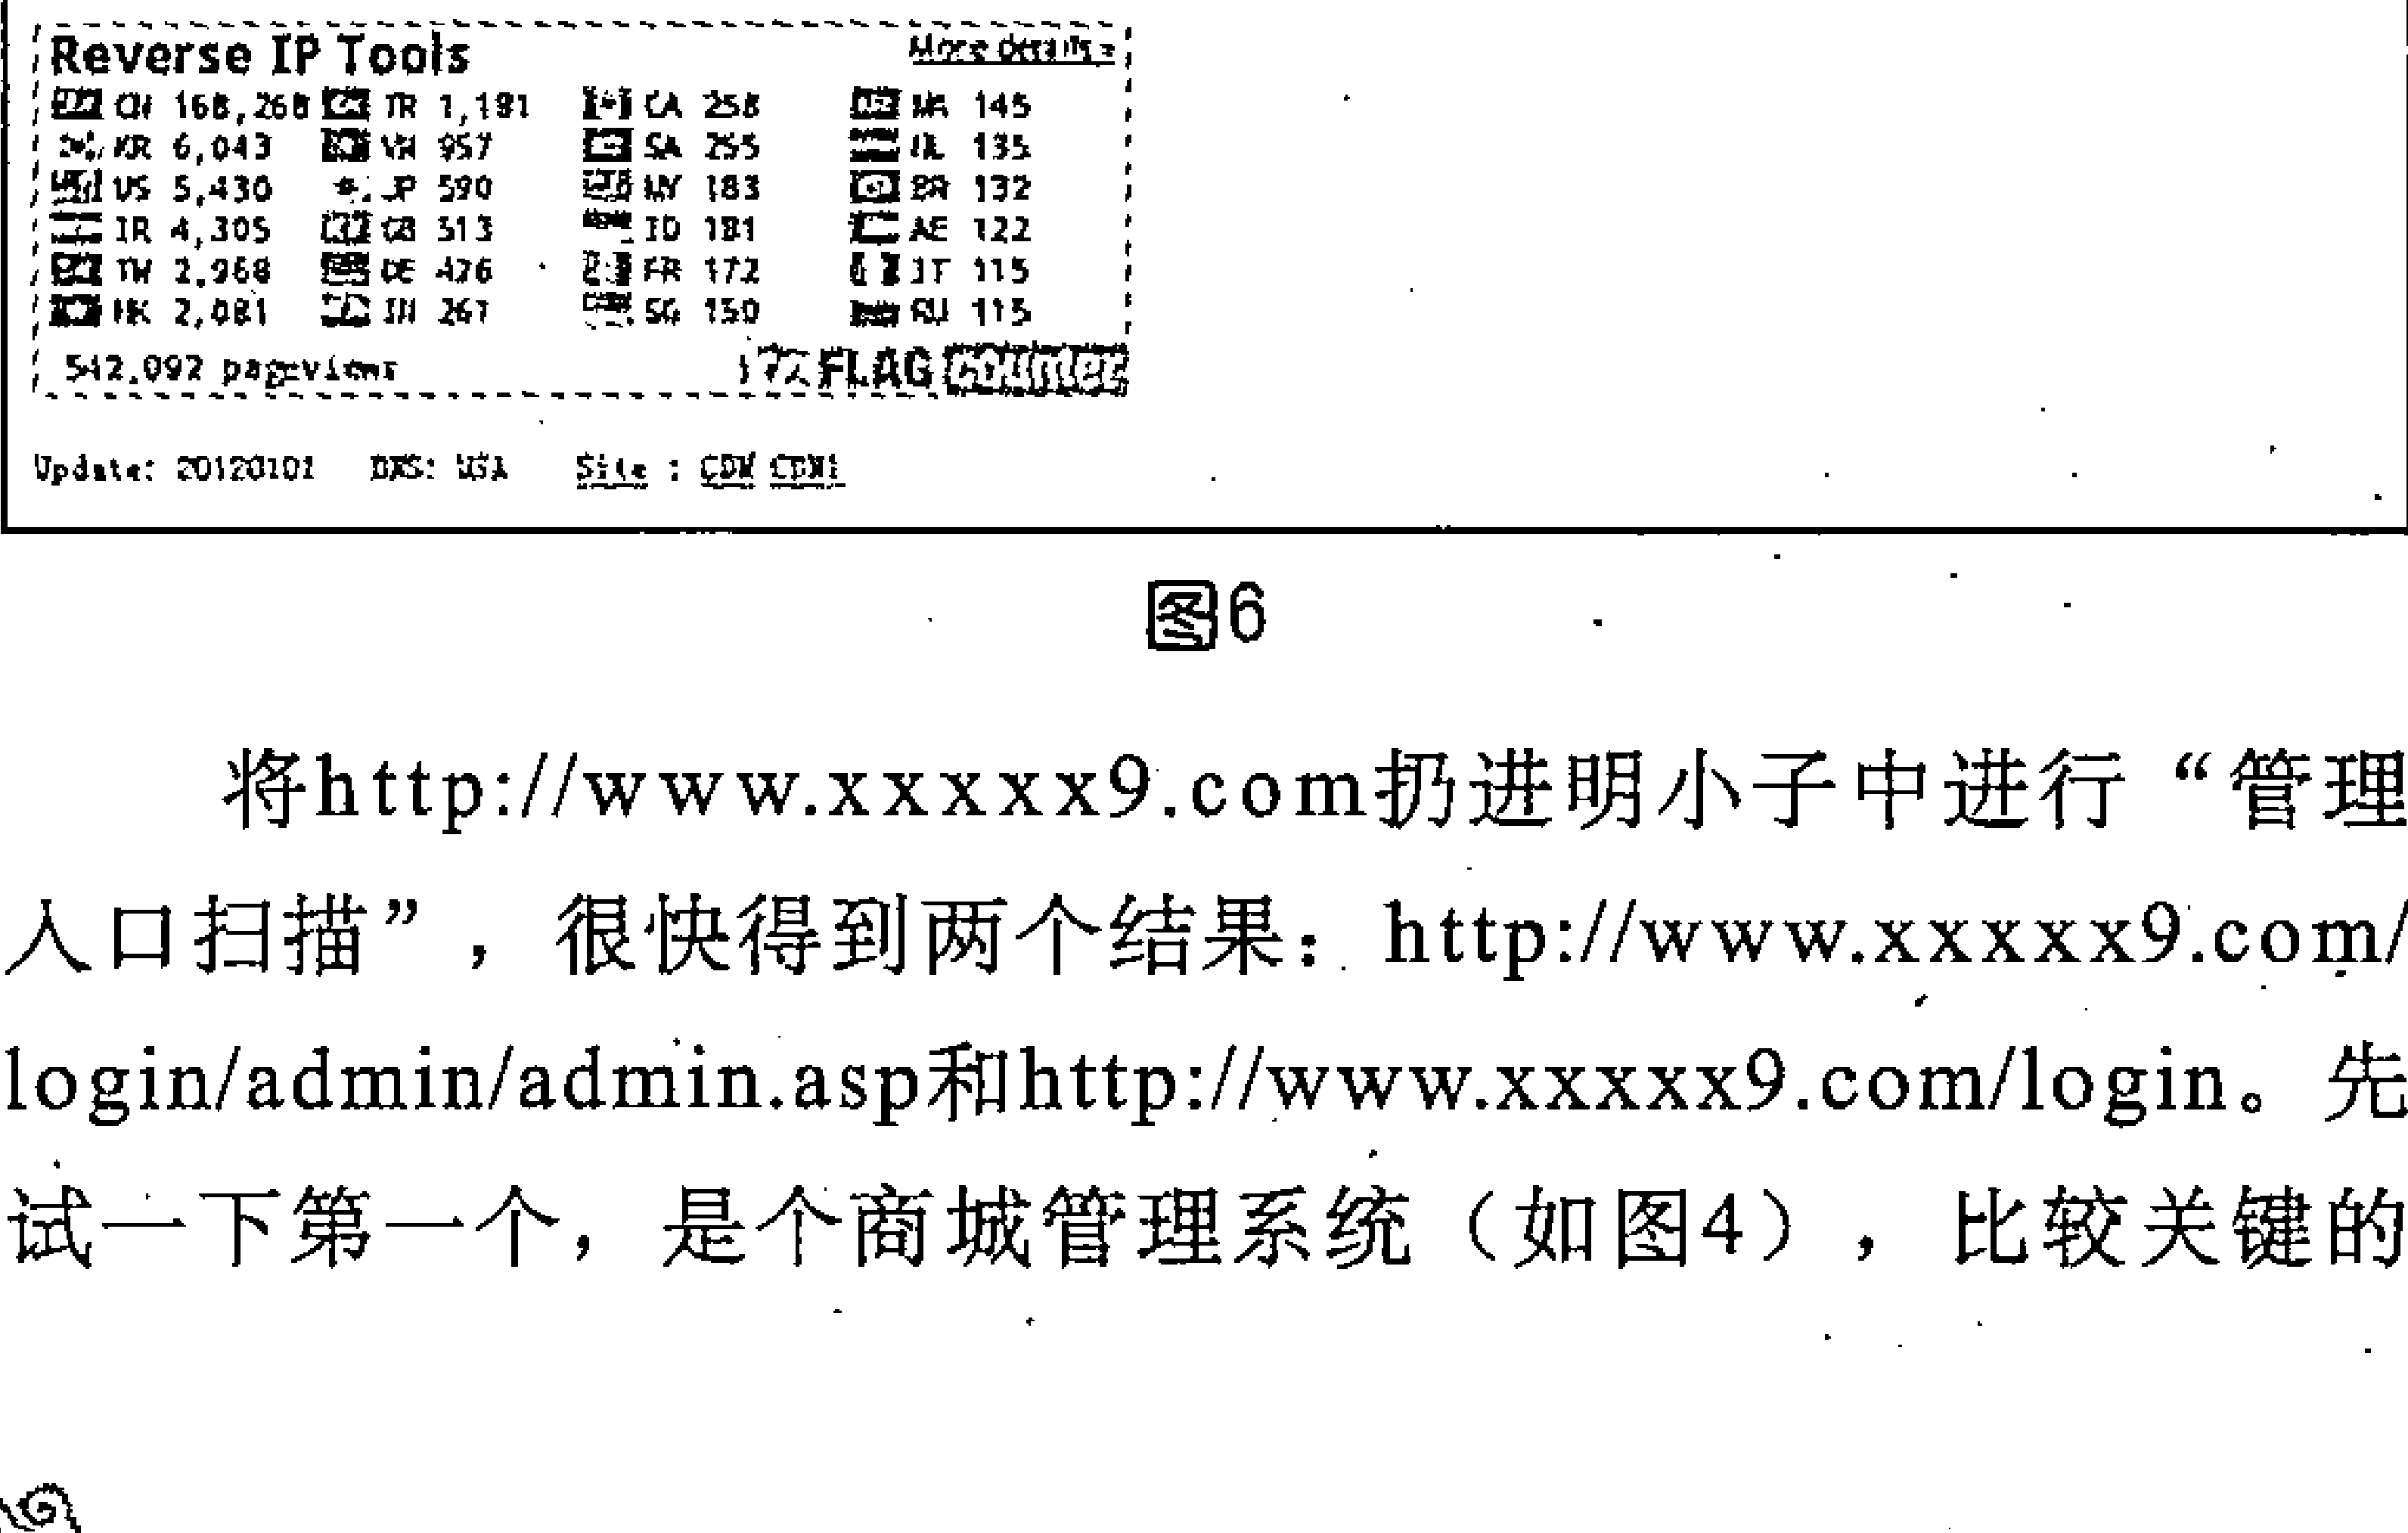 Reverse IP Tools More details »
CN 168,268 TR 1,181 CA 258 145
KR 6,043 VN 957 SA 255 135
US 5,430 JP 590 MY 183 BR 132
IR 4,305 GB 513 ID 181 AE 122
TW 2,968 DE 426 FR 172 IT 115
HK 2,081 IN 261 SG 150 RU 115
542,092 pageviews FLAG counter
Update: 20120101 USA Site : CDN CDN1
图6
将http://www.xxxxx9.com扔进明小子中进行“管理
入口扫描”，很快得到两个结果：http://www.xxxxx9.com/
login/admin/admin.asp和http://www.xxxxx9.com/login。先
试一下第一个，是个商城管理系统（如图4），比较关键的